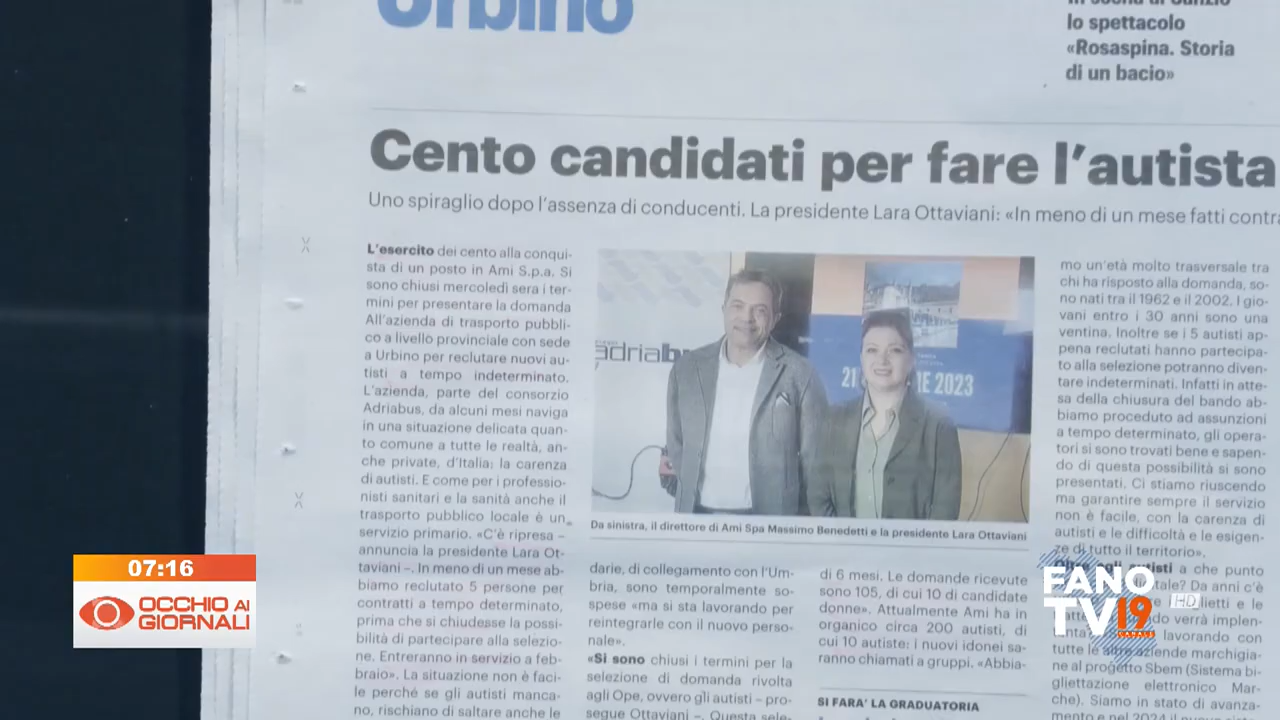 Urbino
lo spettacolo
«Rosaspina. Storia
di un bacio»
Cento candidati per fare l'autista
Uno spiraglio dopo l'assenza di conducenti. La presidente Lara Ottaviani: «In meno di un mese fatti contra
L'esercito dei cento alla conqui-
sta di un posto in Ami S.p.a. Si
sono chiusi mercoledì sera i ter-
mini per presentare la domanda
All'azienda di trasporto pubbli-
co a livello provinciale con sede
a Urbino per reclutare nuovi au-
tisti a tempo indeterminato.
L'azienda, parte del consorzio
Adriabus, da alcuni mesi naviga
in una situazione delicata quan-
to comune a tutte le realtà, an-
che private, d'Italia: la carenza
di autisti. E come per i professio-
nisti sanitari e la sanità anche il
trasporto pubblico locale è un
servizio primario. «C'è ripresa –
annuncia la presidente Lara Ot-
taviani –. In meno di un mese ab-
biamo reclutato 5 persone per
contratti a tempo determinato,
prima che si chiudesse la possi-
bilità di partecipare alla selezio-
ne. Entreranno in servizio a feb-
braio». La situazione non è faci-
le perché se gli autisti manca-
no, rischiano di saltare anche le
adriab
21
RE 2023
Da sinistra, il direttore di Ami Spa Massimo Benedetti e la presidente Lara Ottaviani
darie, di collegamento con l'Um-
bria, sono temporalmente so-
spese «ma si sta lavorando per
reintegrarle con il nuovo perso-
nale».
«Si sono chiusi i termini per la
selezione di domanda rivolta
agli Ope, ovvero gli autisti – pro-
segue Ottaviani –. Questa sele-
di 6 mesi. Le domande ricevute
sono 105, di cui 10 di candidate
donne». Attualmente Ami ha in
organico circa 200 autisti, di
cui 10 autiste: i nuovi idonei sa-
ranno chiamati a gruppi. «Abbia-
SI FARA' LA GRADUATORIA
mo un'età molto trasversale tra
chi ha risposto alla domanda, so-
no nati tra il 1962 e il 2002. I gio-
vani entro i 30 anni sono una
ventina. Inoltre se i 5 autisti ap-
pena reclutati hanno partecipa-
to alla selezione potranno diven-
tare indeterminati. Infatti in atte-
sa della chiusura del bando ab-
biamo proceduto ad assunzioni
a tempo determinato, gli opera-
tori si sono trovati bene e sapen-
do di questa possibilità si sono
presentati. Ci stiamo riuscendo
ma garantire sempre il servizio
non è facile, con la carenza di
autisti e le difficoltà e le esigen-
ze di tutto il territorio».
autisti a che punto
tale? Da anni c'è
lietti e le
do verrà implen-
lavorando con
tutte le altre aziende marchigia-
ne al progetto Sbem (Sistema bi-
gliettazione elettronico Mar-
che). Siamo in stato di avanza-
07:16
OCCHIO AI
GIORNALI
FANO
TV 19 HD
CANALE